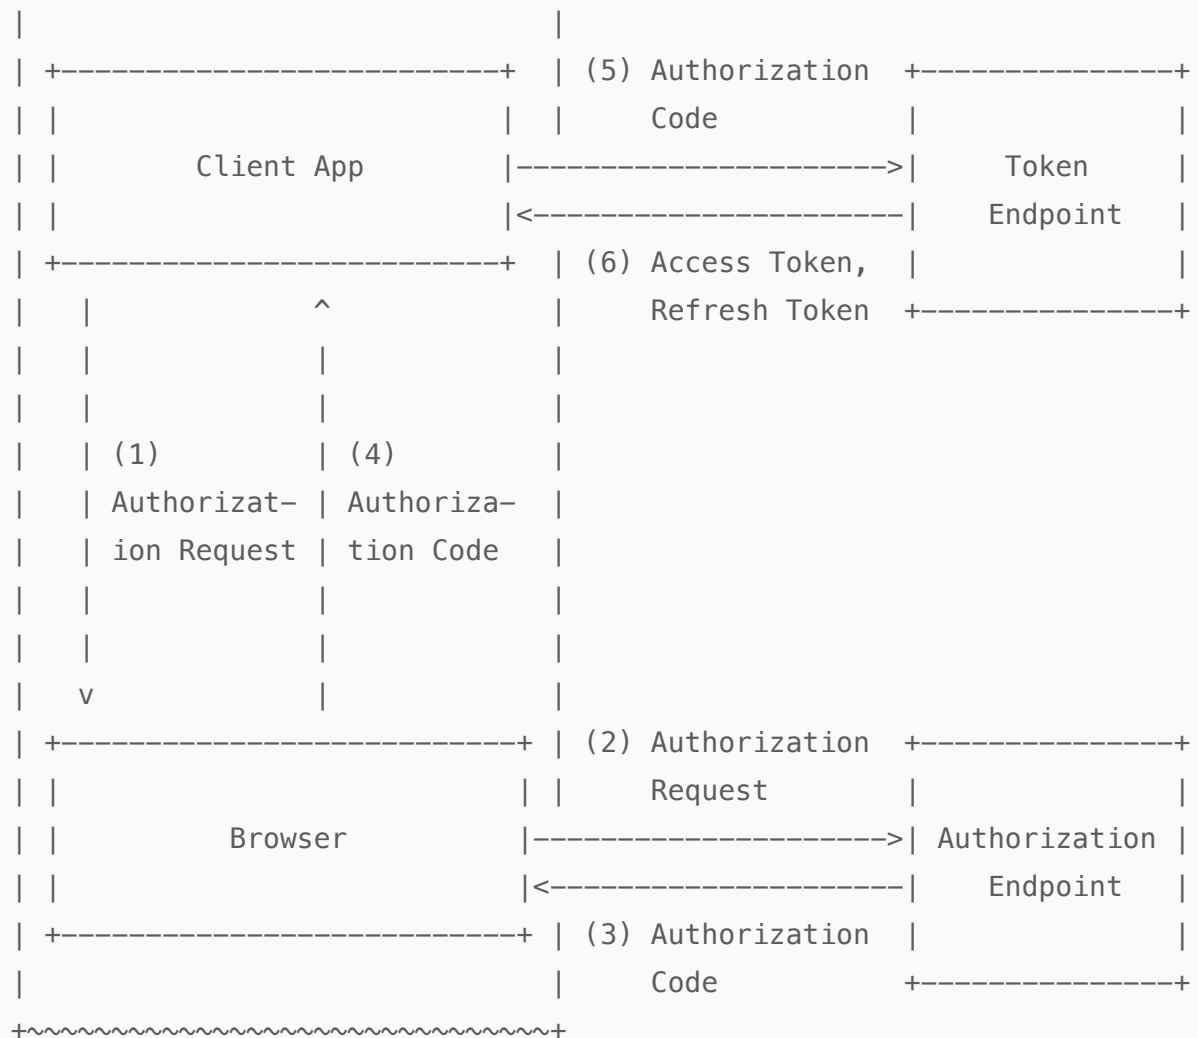 |                               |
| +--------------------------+  | (5) Authorization  +----------------+
| |                          |  |     Code           |                |
| |        Client App        |---------------------->|     Token      |
| |                          |<----------------------|    Endpoint    |
| +--------------------------+  | (6) Access Token,  |                |
|   |             ^             |     Refresh Token  +----------------+
|   |             |             |
|   |             |             |
|   | (1)         | (4)         |
|   | Authorizat- | Authoriza-  |
|   | ion Request | tion Code   |
|   |             |             |
|   |             |             |
|   v             |             |
| +---------------------------+ | (2) Authorization  +---------------+
| |                           | |     Request        |               |
| |          Browser          |--------------------->| Authorization |
| |                           |<---------------------|    Endpoint   |
| +---------------------------+ | (3) Authorization  |               |
|                               |     Code           +---------------+
+~~~~~~~~~~~~~~~~~~~~~~~~~~~~~~~+